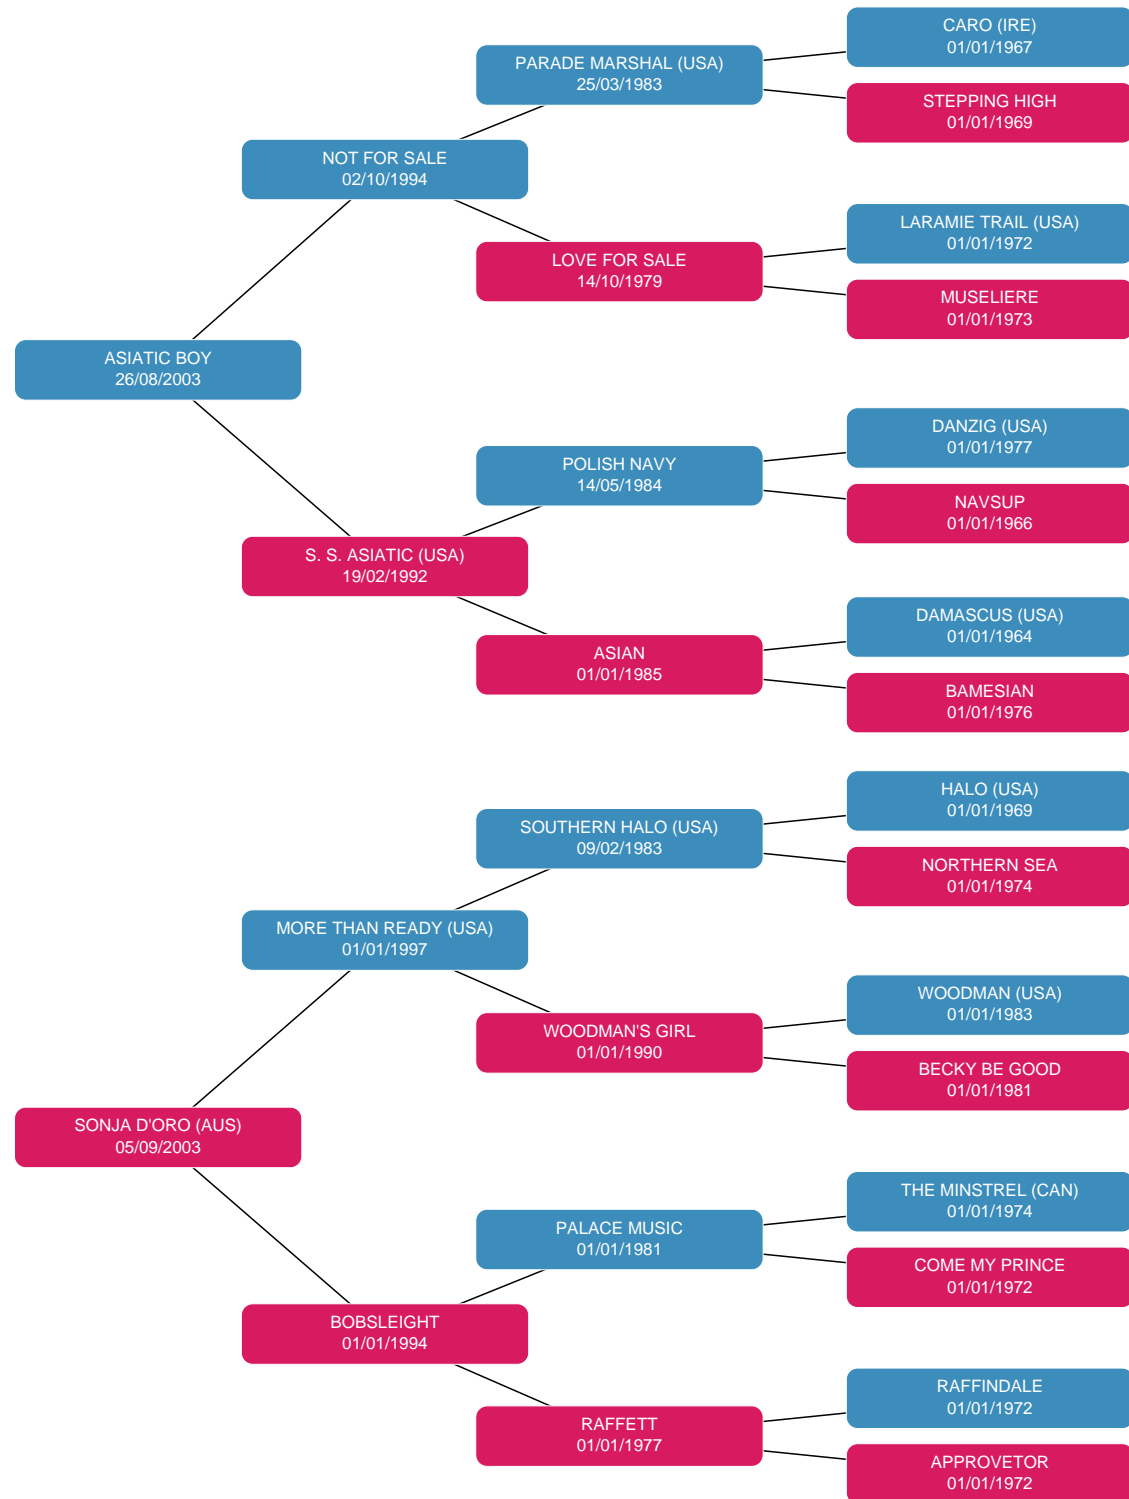 CARO (IRE)
01/01/1967
PARADE MARSHAL (USA)
25/03/1983
STEPPING HIGH
01/01/1969
NOT FOR SALE
02/10/1994
LARAMIE TRAIL (USA)
01/01/1972
LOVE FOR SALE
14/10/1979
MUSELIERE
01/01/1973
ASIATIC BOY
26/08/2003
DANZIG (USA)
01/01/1977
POLISH NAVY
14/05/1984
NAVSUP
01/01/1966
S. S. ASIATIC (USA)
19/02/1992
DAMASCUS (USA)
01/01/1964
ASIAN
01/01/1985
BAMESIAN
01/01/1976
HALO (USA)
01/01/1969
SOUTHERN HALO (USA)
09/02/1983
NORTHERN SEA
01/01/1974
MORE THAN READY (USA)
01/01/1997
WOODMAN (USA)
01/01/1983
WOODMAN'S GIRL
01/01/1990
BECKY BE GOOD
01/01/1981
SONJA D'ORO (AUS)
05/09/2003
THE MINSTREL (CAN)
01/01/1974
PALACE MUSIC
01/01/1981
COME MY PRINCE
01/01/1972
BOBSLEIGHT
01/01/1994
RAFFINDALE
01/01/1972
RAFFETT
01/01/1977
APPROVETOR
01/01/1972